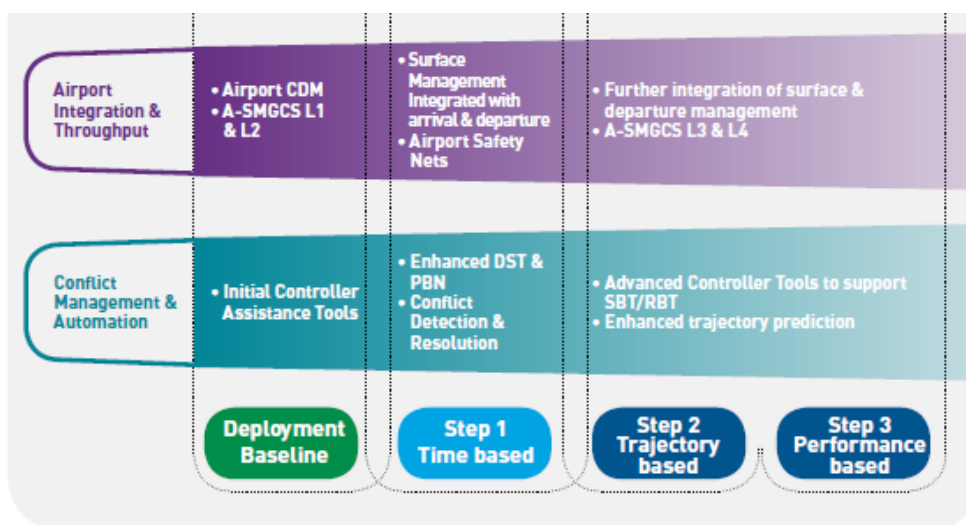 Airport
Integration &
Throughput
• Airport CDM
• A-SMGCS L1
& L2
• Surface
Management
Integrated with
arrival & departure
• Airport Safety
Nets
• Further integration of surface &
departure management
• A-SMGCS L3 & L4
Conflict
Management &
Automation
• Initial Controller
Assistance Tools
• Enhanced DST &
PBN
• Conflict
Detection &
Resolution
• Advanced Controller Tools to support
SBT/RBT
• Enhanced trajectory prediction
Deployment
Baseline
Step 1
Time based
Step 2
Trajectory
based
Step 3
Performance
based